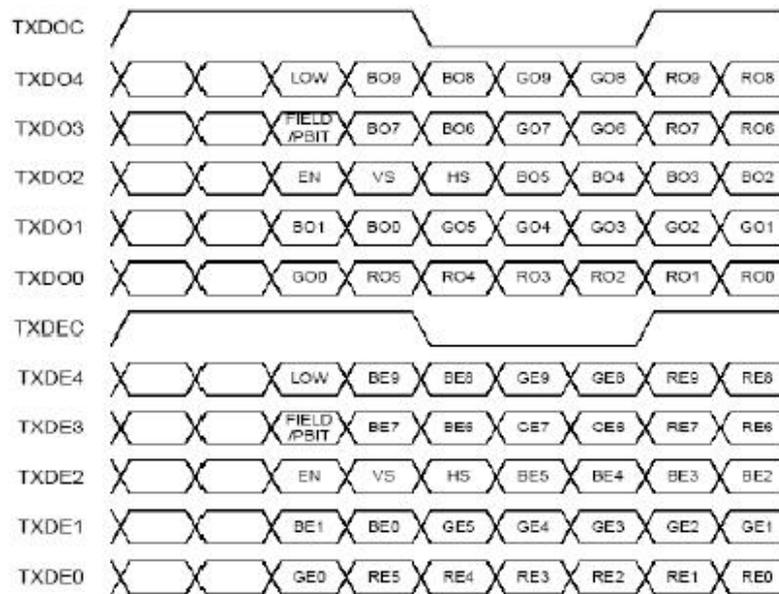 TXDOC
TXDO4 LOW BO9 BO8 GO9 GO8 RO9 RO8
TXDO3 FIELD /PBIT BO7 BO6 GO7 GO6 RO7 RO6
TXDO2 EN VS HS BO5 BO4 BO3 BO2
TXDO1 BO1 BO0 GO5 GO4 GO3 GO2 GO1
TXDO0 GO0 RO5 RO4 RO3 RO2 RO1 RO0
TXDEC
TXDE4 LOW BE9 BE8 GE9 GE8 RE9 RE8
TXDE3 FIELD /PBIT BE7 BE6 GE7 GE6 RE7 RE6
TXDE2 EN VS HS BE5 BE4 BE3 BE2
TXDE1 BE1 BE0 GE5 GE4 GE3 GE2 GE1
TXDE0 GE0 RE5 RE4 RE3 RE2 RE1 RE0